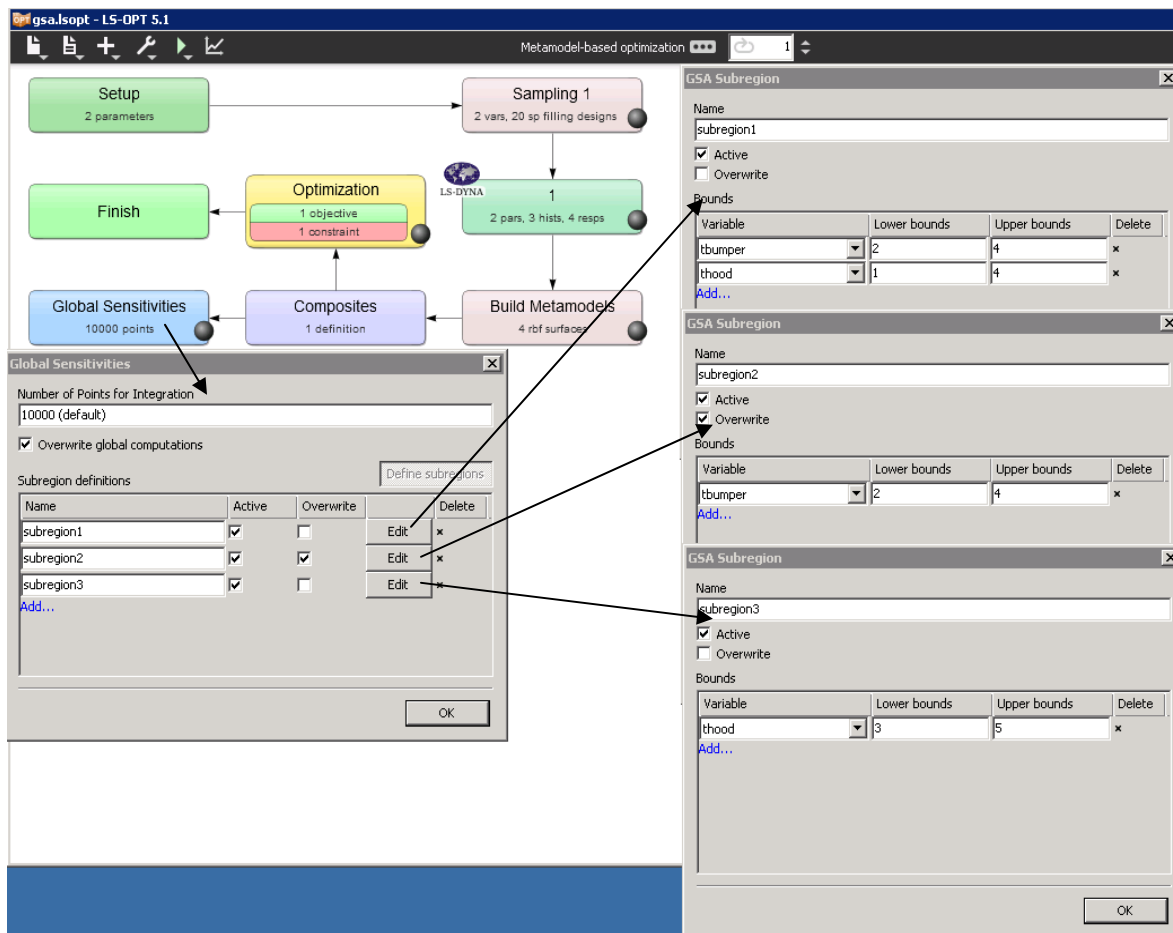 gsa.lsopt - LS-OPT 5.1
Metamodel-based optimization
1
Setup
2 parameters
Sampling 1
2 vars, 20 sp filling designs
LS-DYNA
1
2 pars, 3 hists, 4 resps
Optimization
1 objective
1 constraint
Finish
Global Sensitivities
10000 points
Composites
1 definition
Build Metamodels
4 rbf surfaces
Global Sensitivities
Number of Points for Integration
10000 (default)
Overwrite global computations
Define subregions
Subregion definitions
Name Active Overwrite Delete
subregion1 Edit ×
subregion2 Edit ×
subregion3 Edit ×
Add...
OK
GSA Subregion
Name
subregion1
Active
Overwrite
Bounds
Variable Lower bounds Upper bounds Delete
tbumper 2 4 ×
thood 1 4 ×
Add...
GSA Subregion
Name
subregion2
Active
Overwrite
Bounds
Variable Lower bounds Upper bounds Delete
tbumper 2 4 ×
Add...
GSA Subregion
Name
subregion3
Active
Overwrite
Bounds
Variable Lower bounds Upper bounds Delete
thood 3 5 ×
Add...
OK